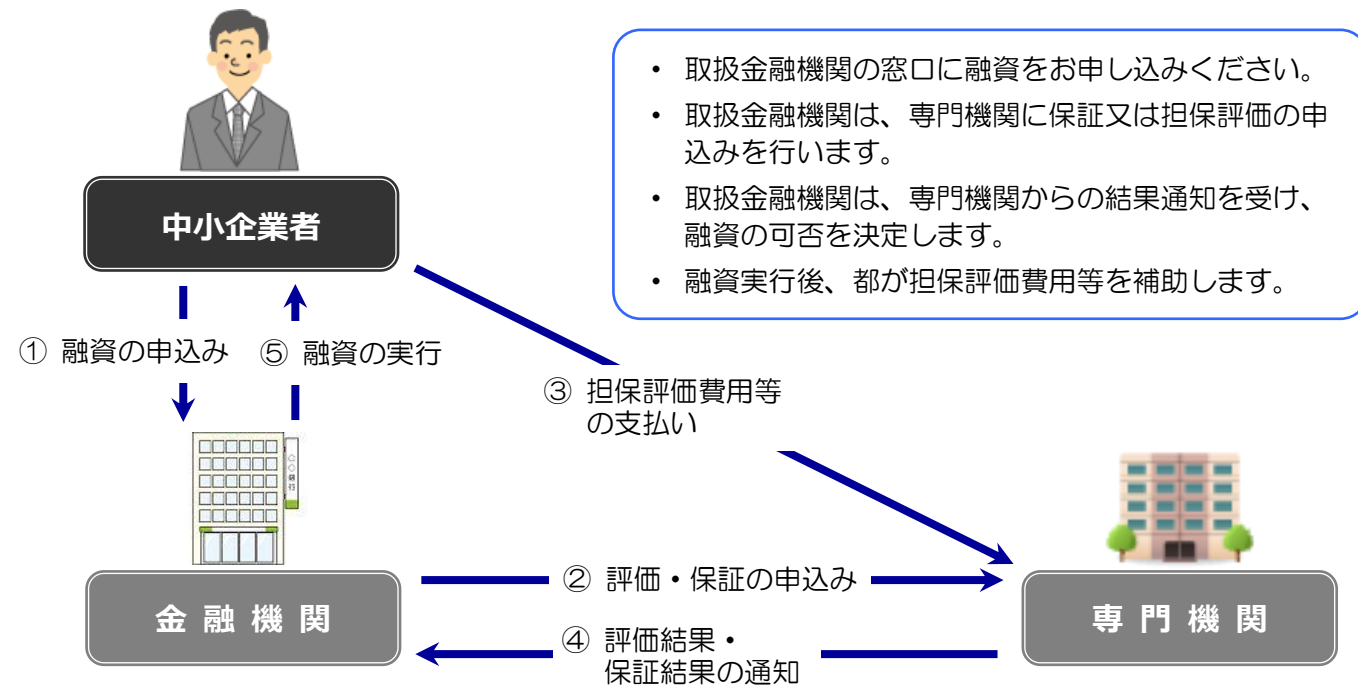 ・ 取扱金融機関の窓口に融資をお申し込みください。
・ 取扱金融機関は、専門機関に保証又は担保評価の申
込みを行います。
・ 取扱金融機関は、専門機関からの結果通知を受け、
融資の可否を決定します。
・ 融資実行後、都が担保評価費用等を補助します。
中小企業者
① 融資の申込み
⑤ 融資の実行
③ 担保評価費用等
の支払い
② 評価・保証の申込み
金融機関
専門機関
④ 評価結果・
保証結果の通知